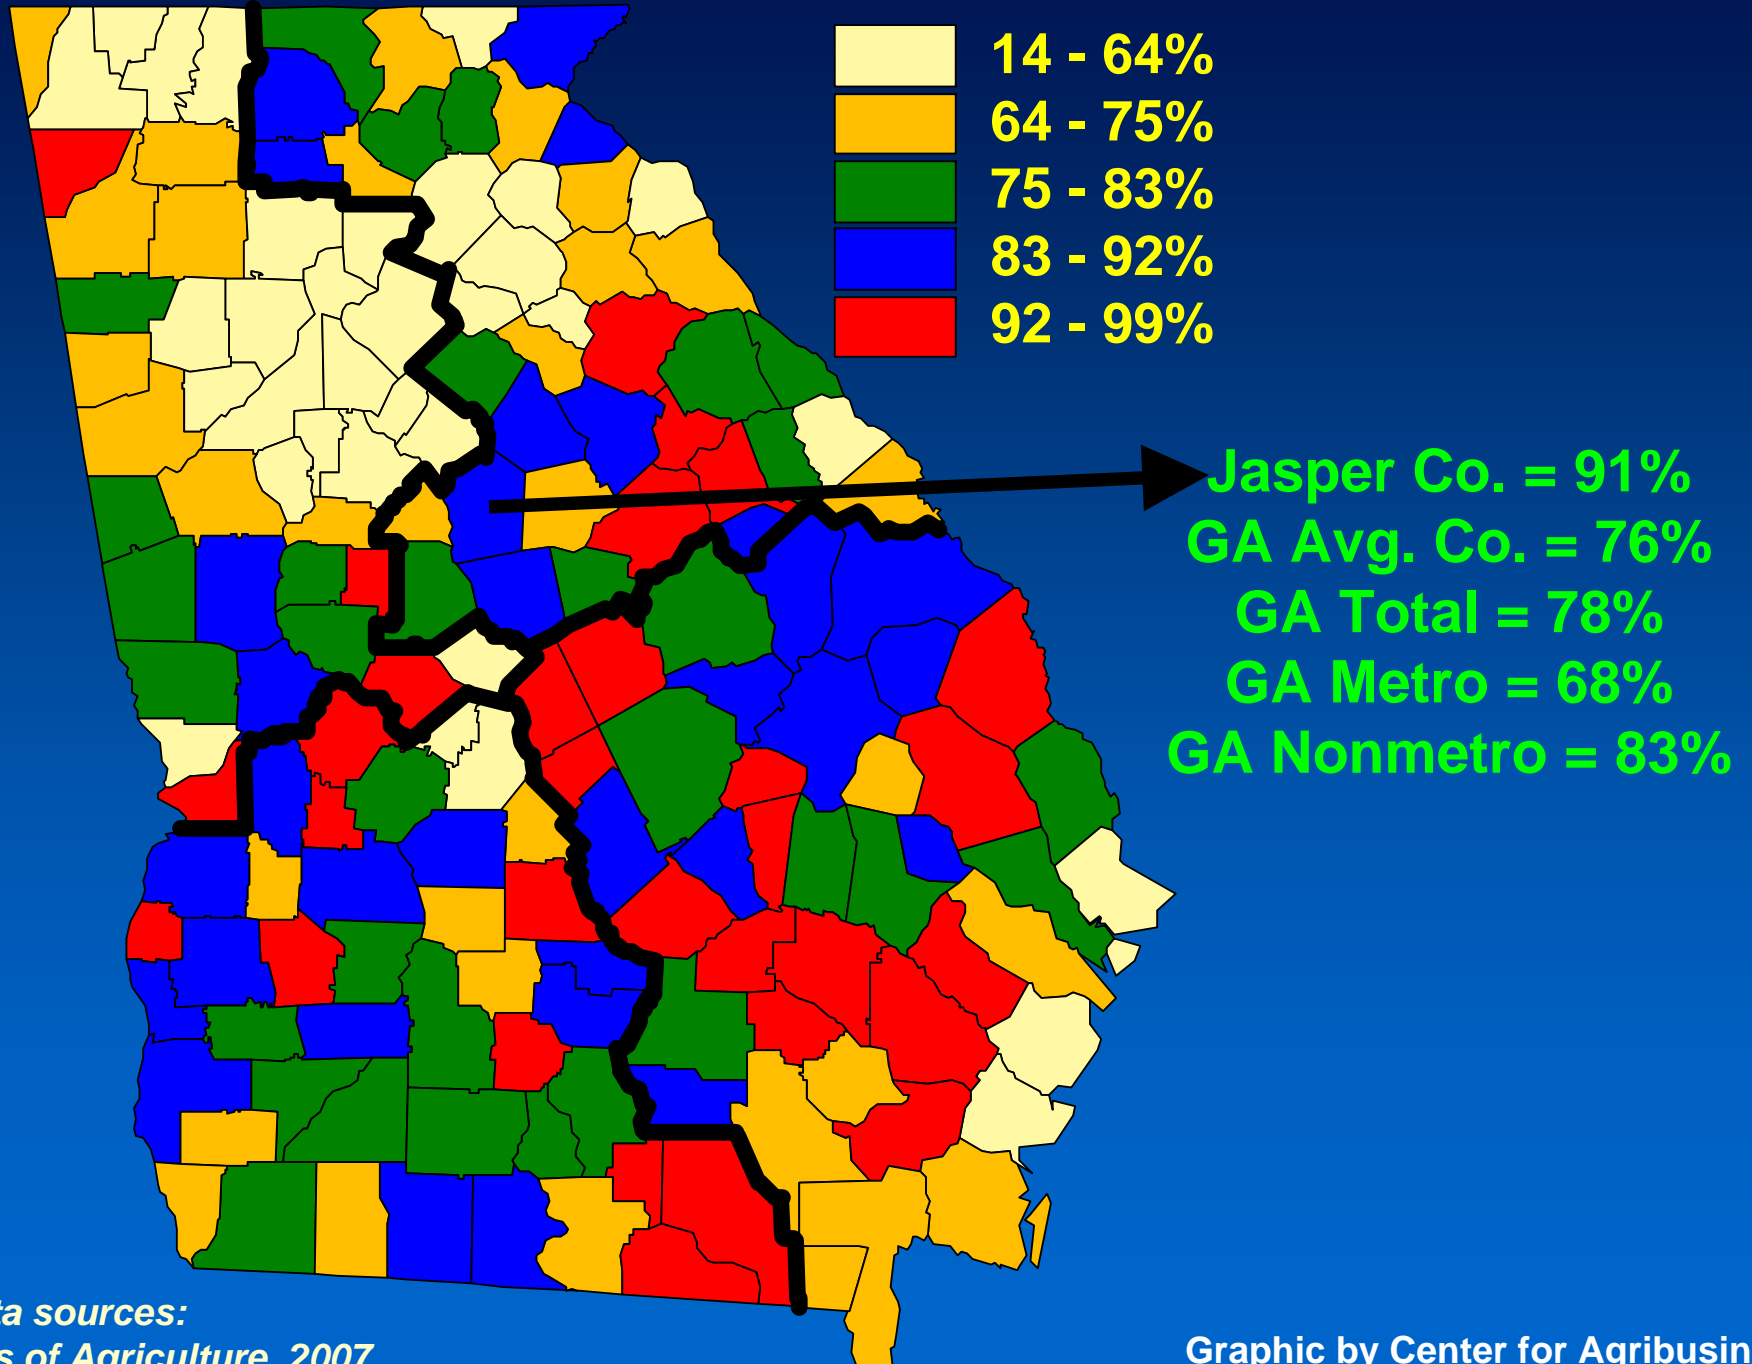 14 - 64%
64 - 75%
75 - 83%
83 - 92%
92 - 99%
Jasper Co. = 91%
GA Avg. Co. = 76%
GA Total = 78%
GA Metro = 68%
GA Nonmetro = 83%
ta sources:
s of Agriculture, 2007
Graphic by Center for Agribusin